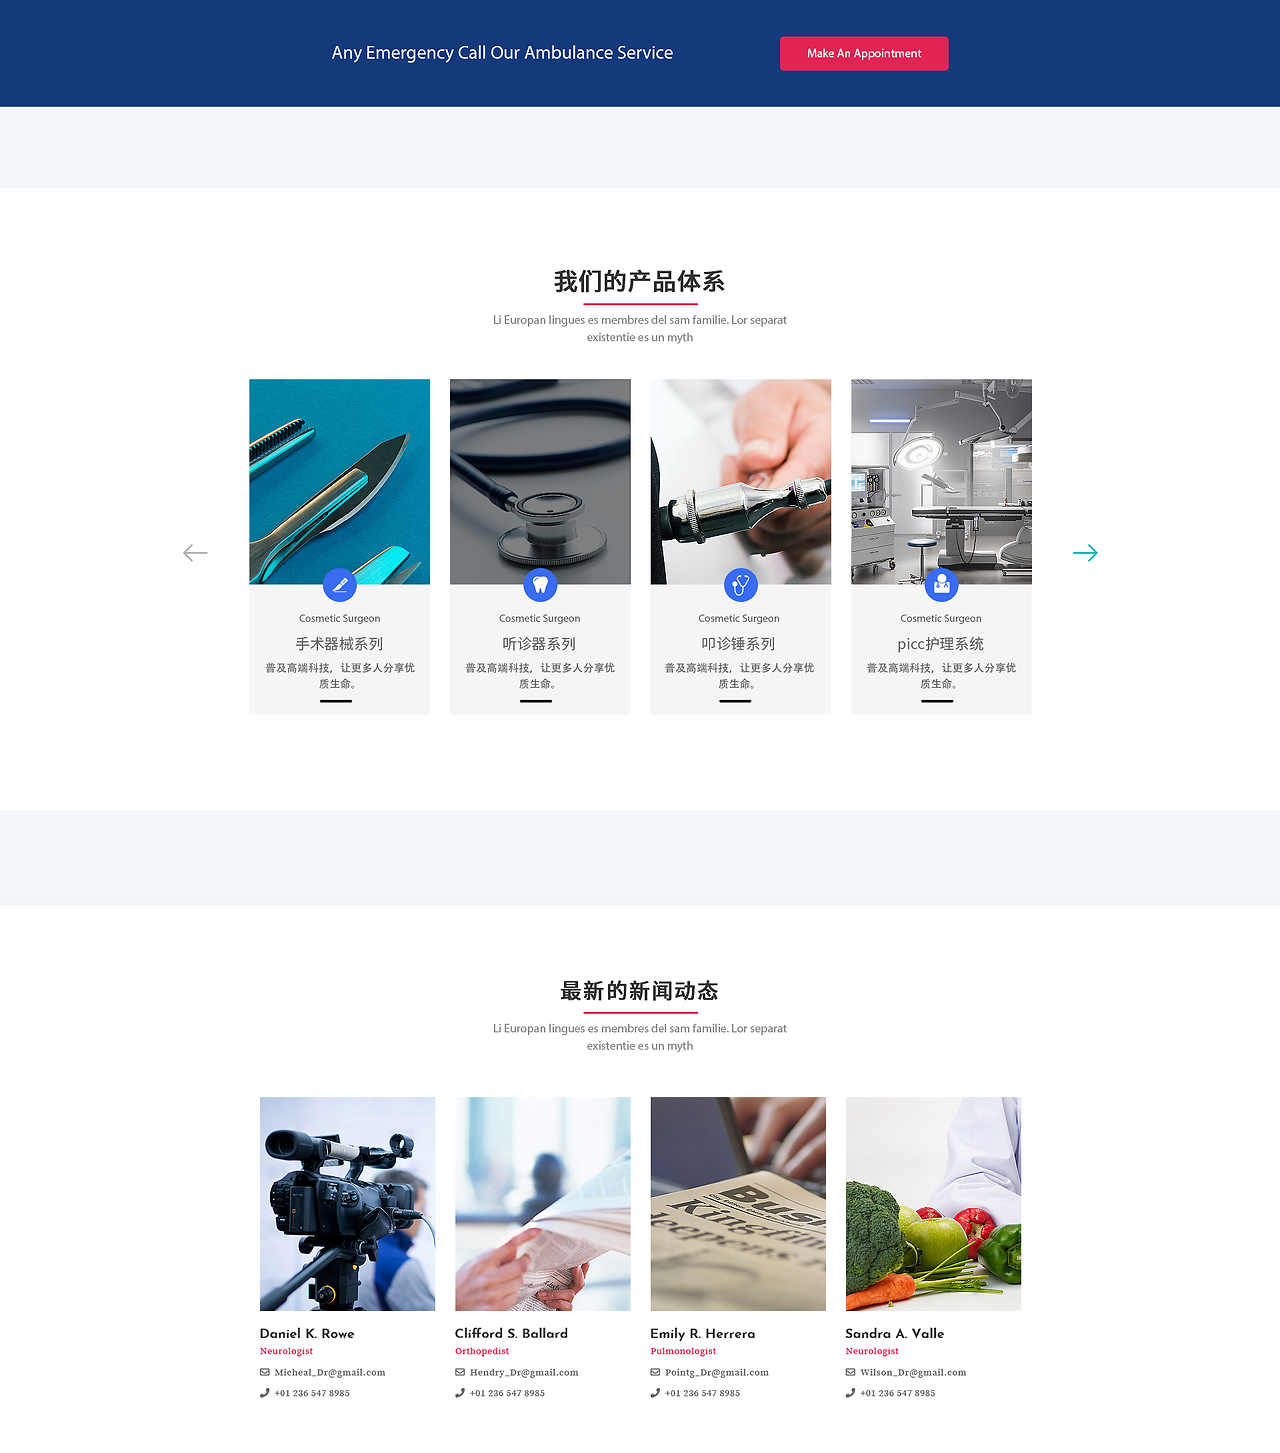 Any Emergency Call Our Ambulance Service
Make An Appointment
我们的产品体系
Li Europan lingues es membres del sam familie. Lor separat
existentie es un myth
Cosmetic Surgeon
手术器械系列
普及高端科技，让更多人分享优
质生命。
Cosmetic Surgeon
听诊器系列
普及高端科技，让更多人分享优
质生命。
Cosmetic Surgeon
叩诊锤系列
普及高端科技，让更多人分享优
质生命。
Cosmetic Surgeon
picc护理系统
普及高端科技，让更多人分享优
质生命。
最新的新闻动态
Li Europan lingues es membres del sam familie. Lor separat
existentie es un myth
Daniel K. Rowe
Neurologist
Micheal_Dr@gmail.com
+01 236 547 8985
Clifford S. Ballard
Orthopedist
Hendry_Dr@gmail.com
+01 236 547 8985
Busi
Emily R. Herrera
Pulmonologist
Pointg_Dr@gmail.com
+01 236 547 8985
Sandra A. Valle
Neurologist
Wilson_Dr@gmail.com
+01 236 547 8985